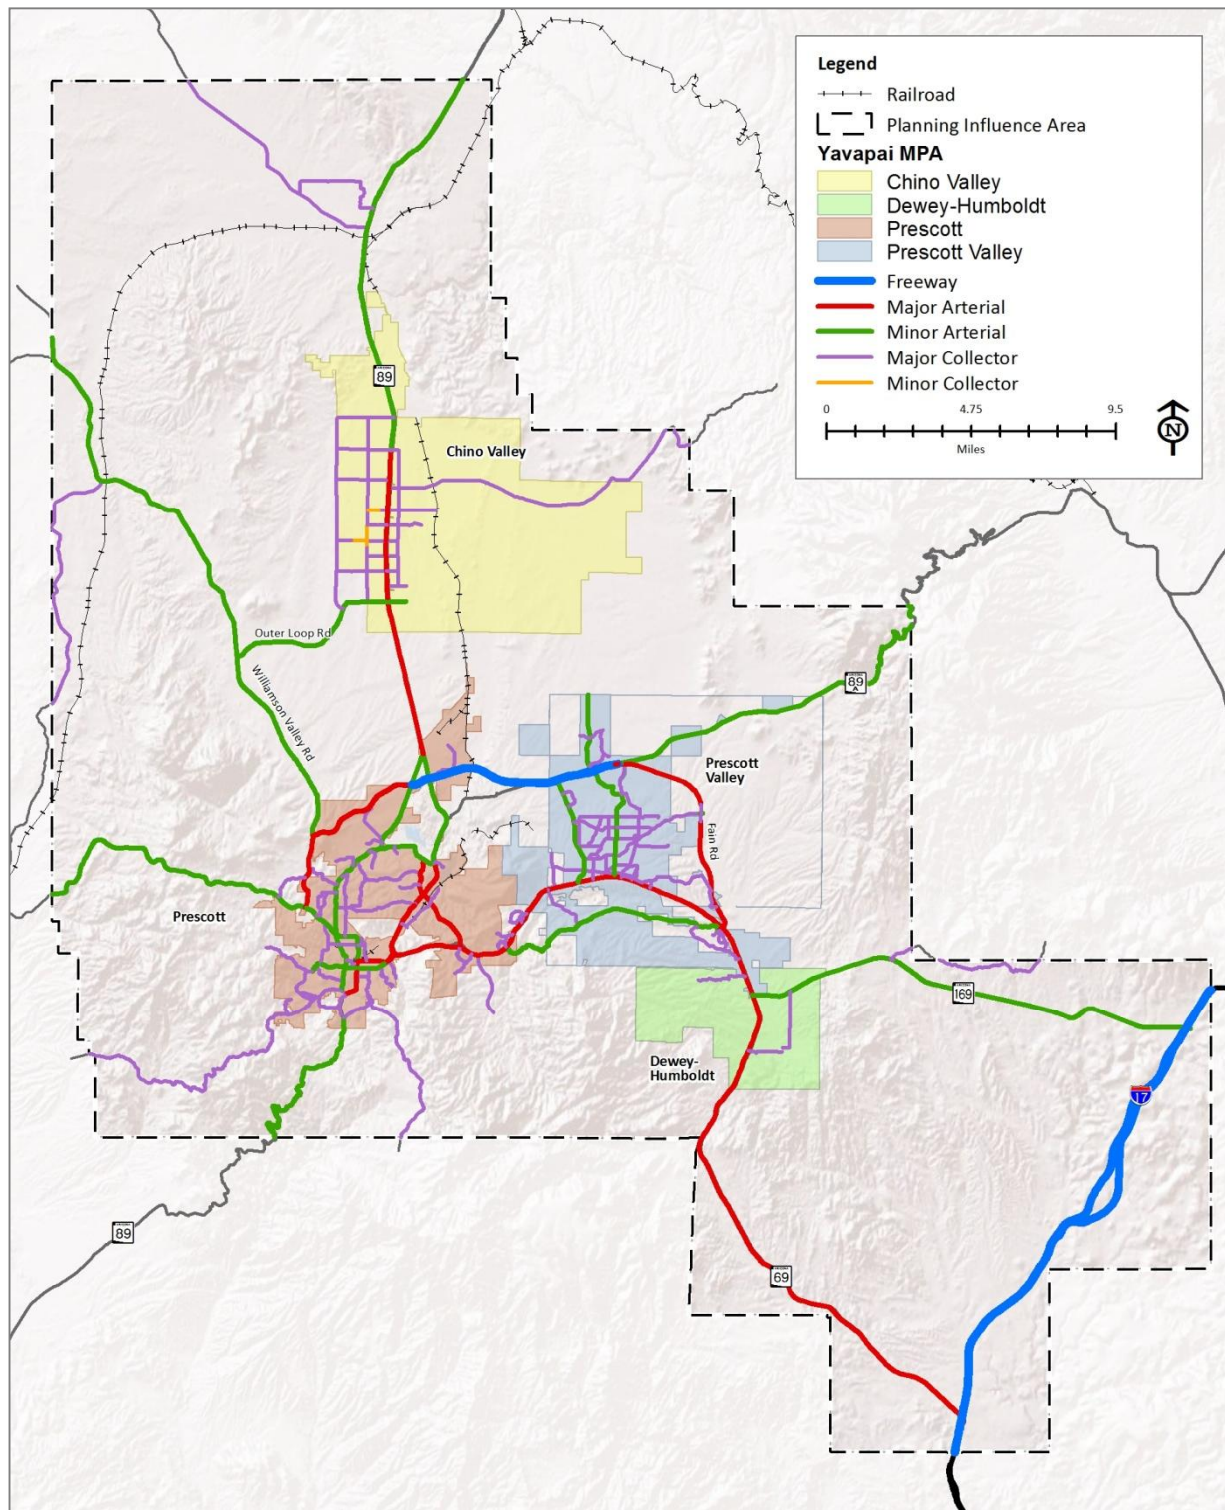 Legend
Railroad
Planning Influence Area
Yavapai MPA
Chino Valley
Dewey-Humboldt
Prescott
Prescott Valley
Freeway
Major Arterial
Minor Arterial
Major Collector
Minor Collector
0 4.75 9.5
Miles
N
89
Chino Valley
Outer Loop Rd
Williamson Valley Rd
89
A
Prescott
Valley
Fain Rd
Prescott
169
Dewey-
Humboldt
17
89
69